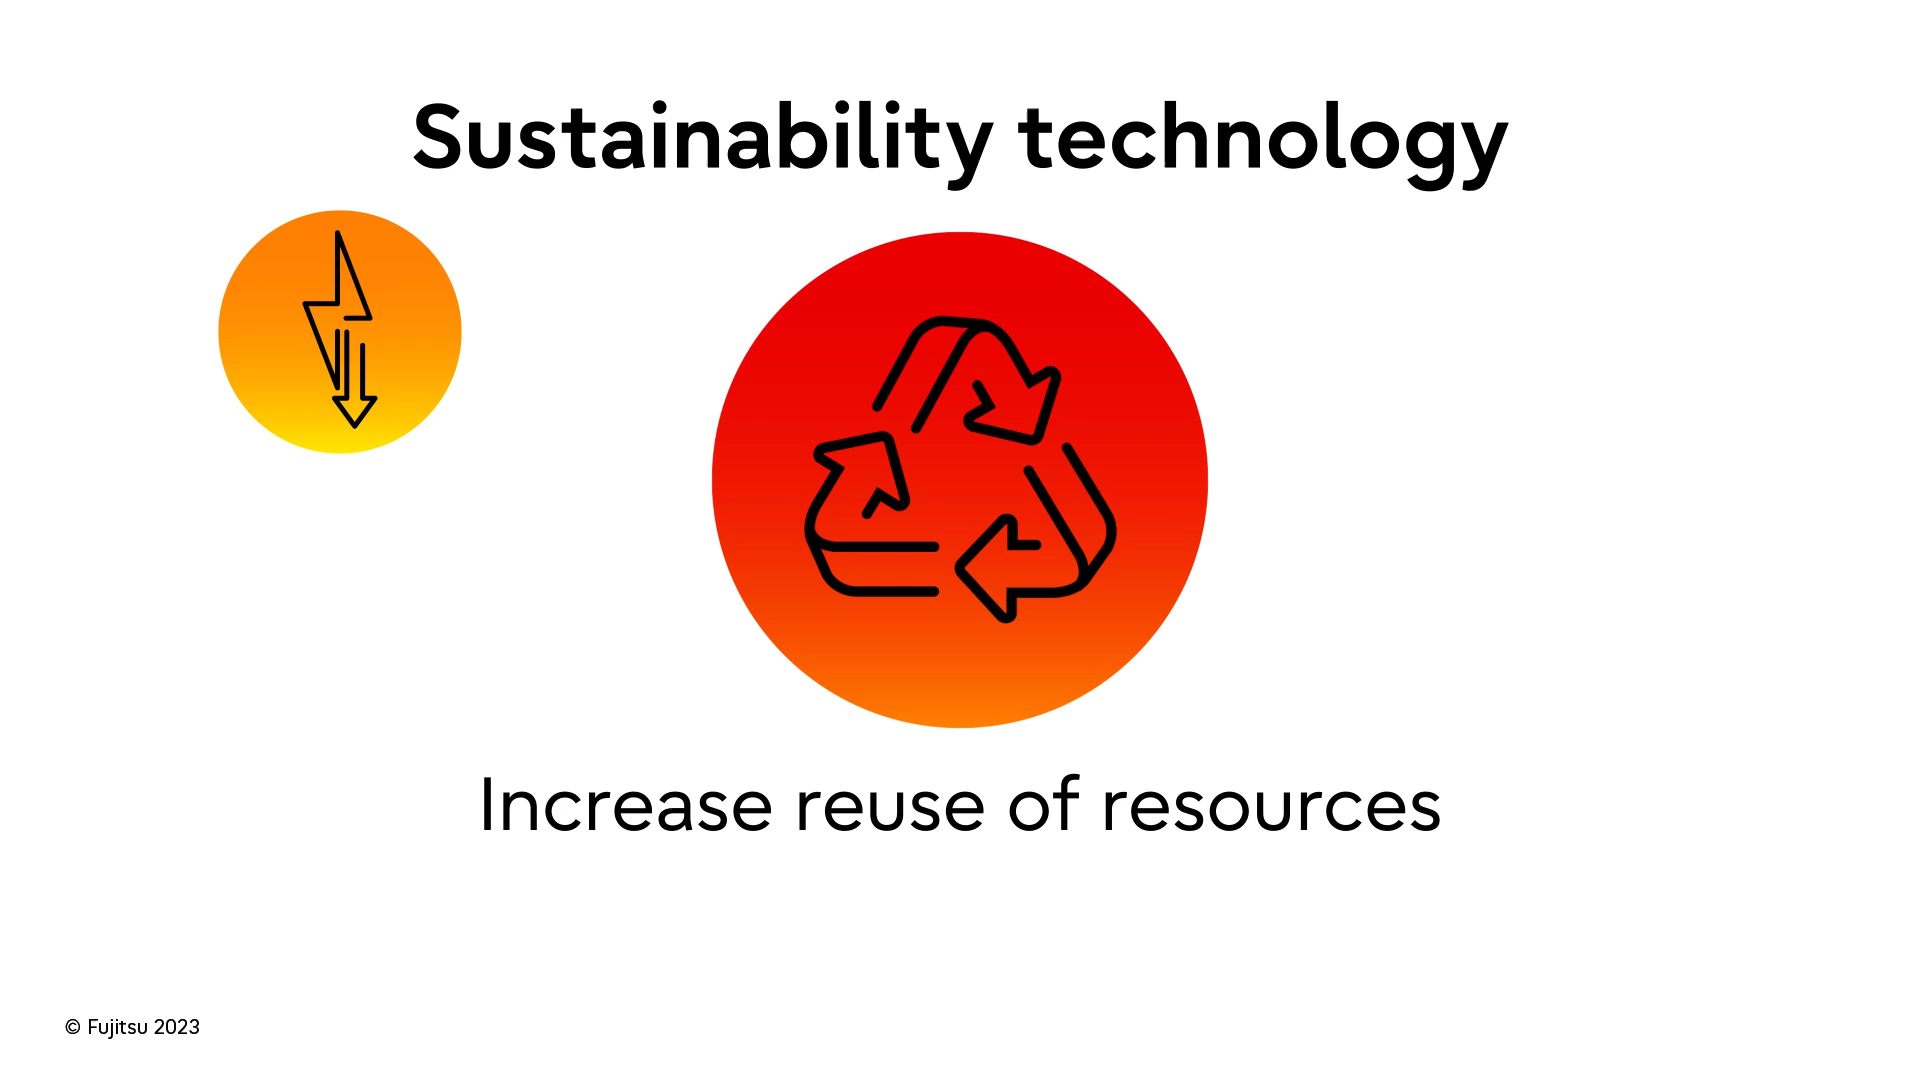 Sustainability technology
Increase reuse of resources
© Fujitsu 2023